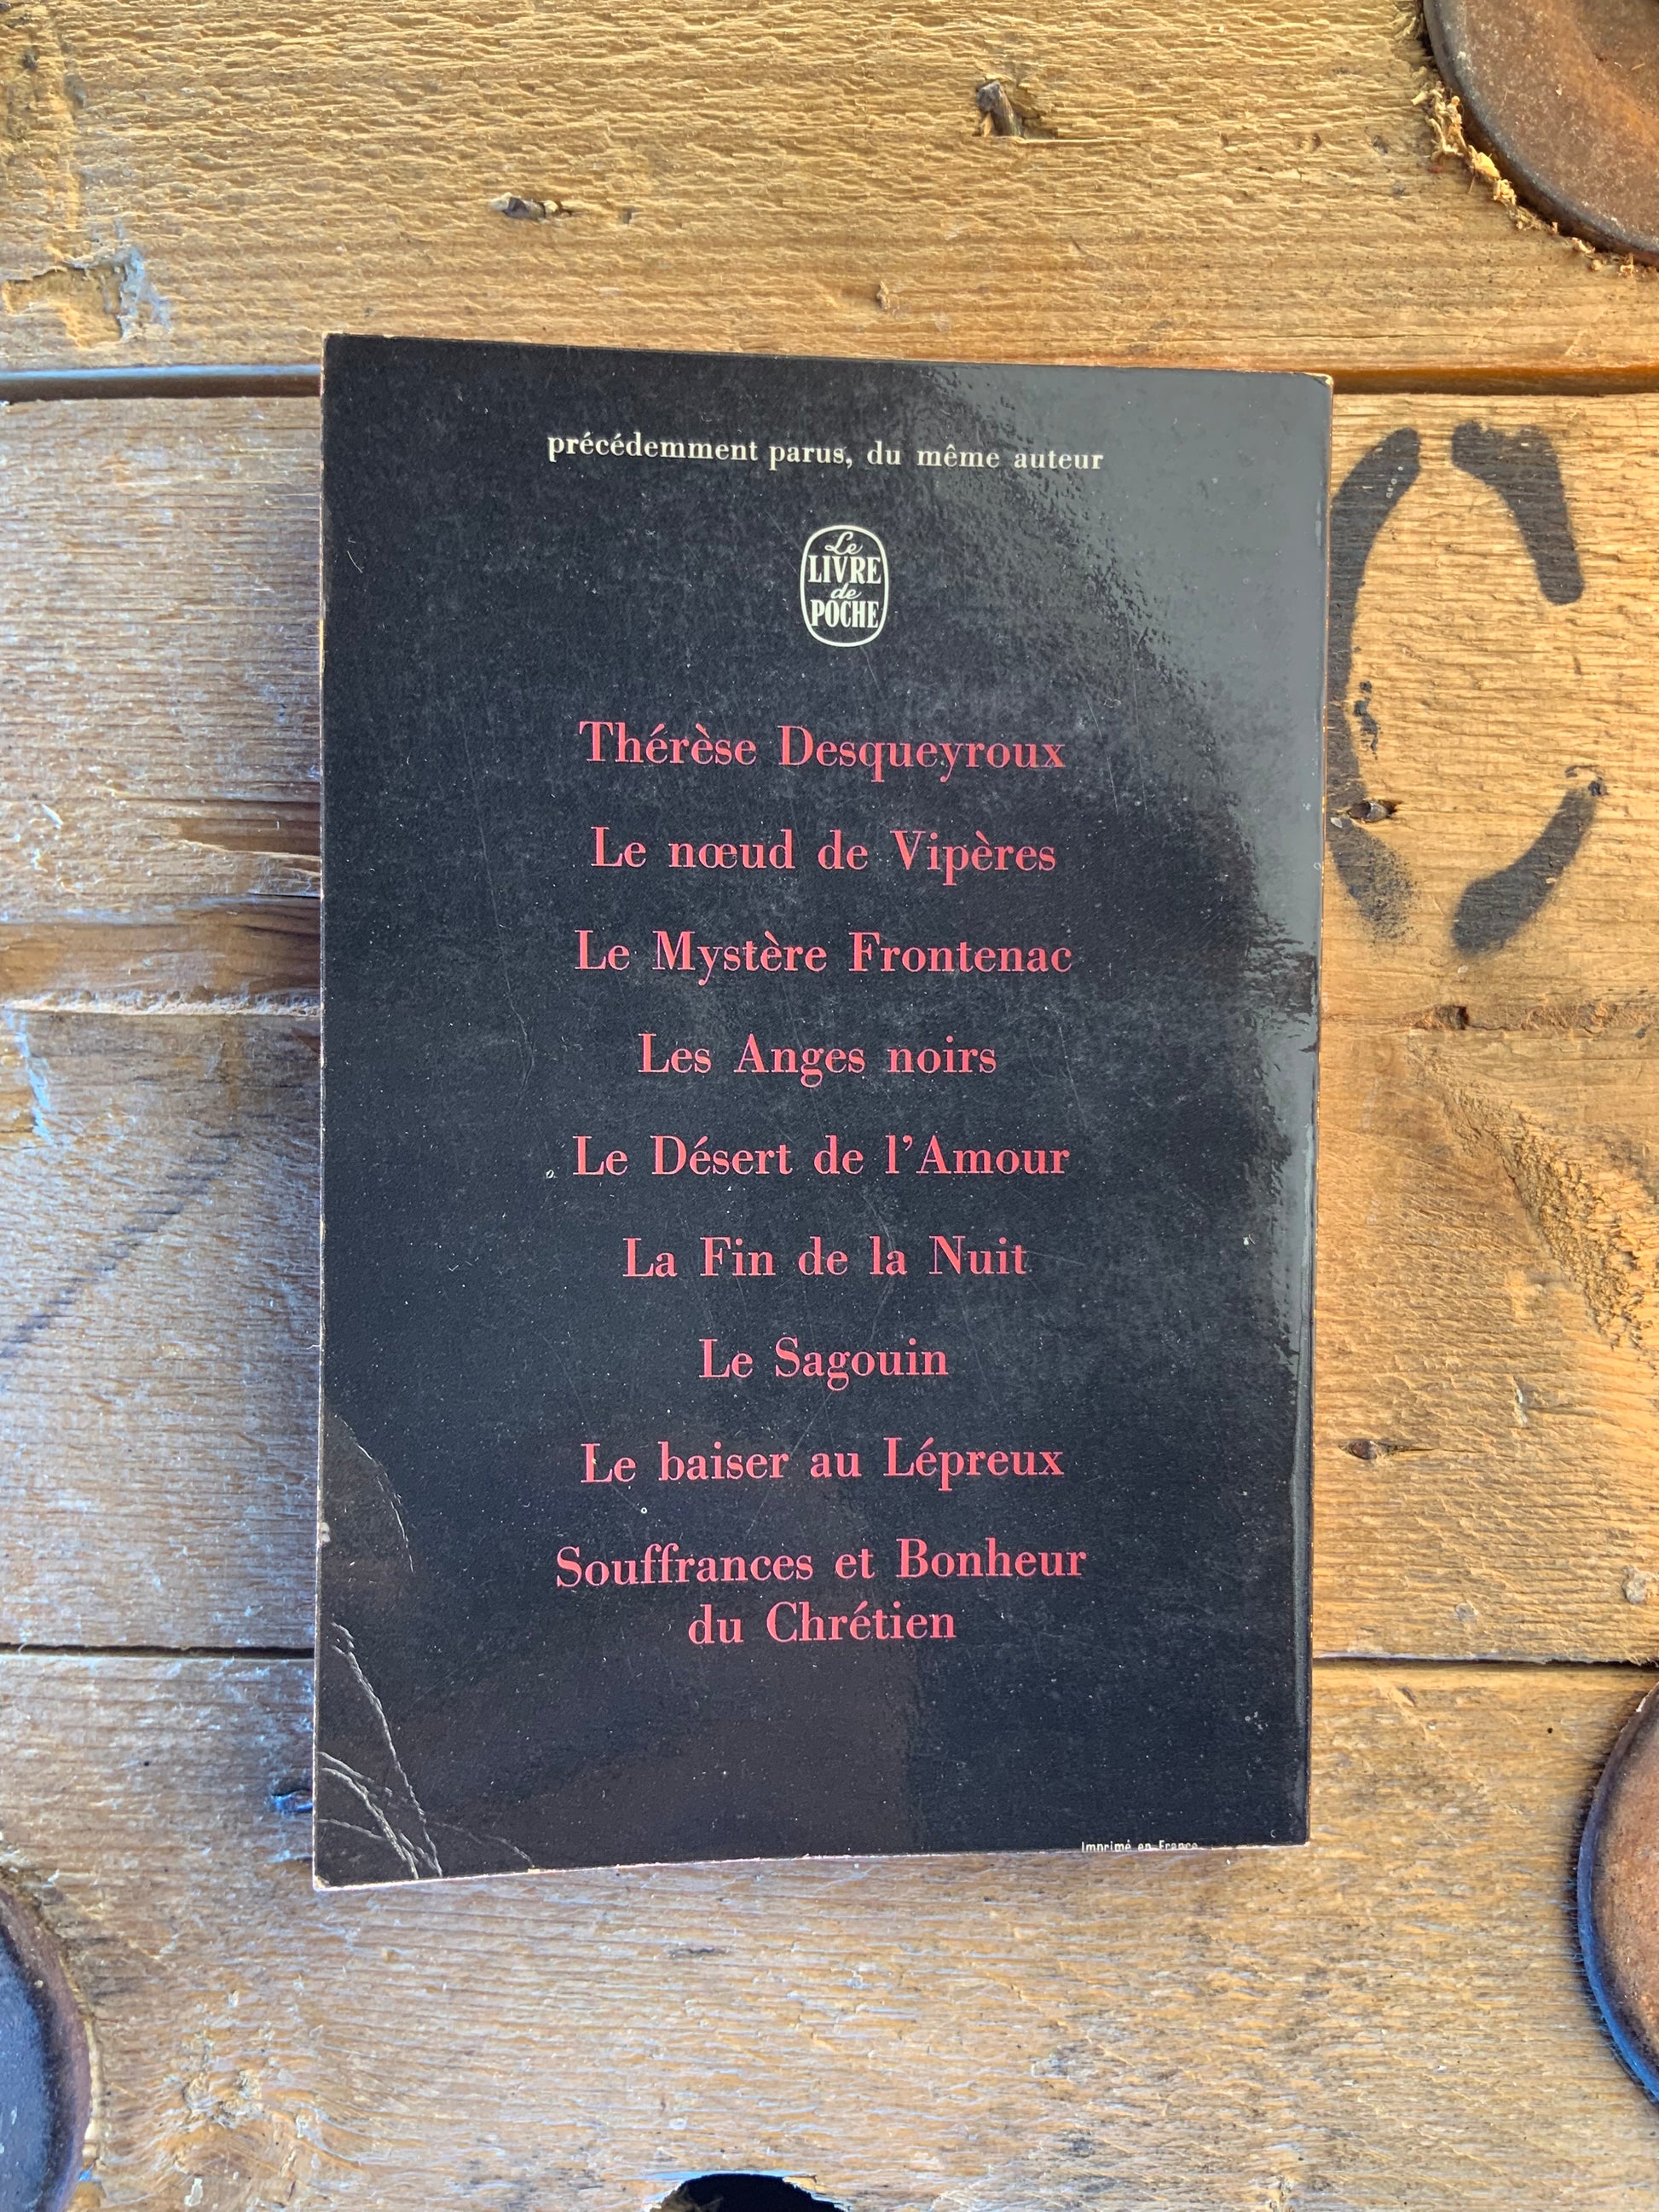 précédemment parus, du même auteur
Le
LIVRE
de
POCHE
Thérèse Desqueyroux
Le nœud de Vipères
Le Mystère Frontenac
Les Anges noirs
Le Désert de l'Amour
La Fin de la Nuit
Le Sagouin
Le baiser au Lépreux
Souffrances et Bonheur
du Chrétien
Imprimé en France
C